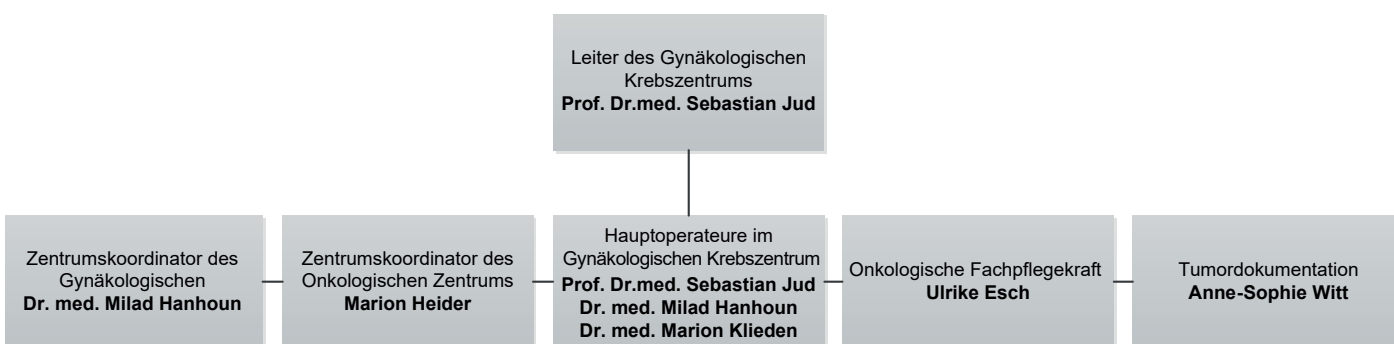 Leiter des Gynäkologischen
Krebszentrums
Prof. Dr.med. Sebastian Jud
Zentrumskoordinator des
Gynäkologischen
Dr. med. Milad Hanhoun
Zentrumskoordinator des
Onkologischen Zentrums
Marion Heider
Hauptoperateure im
Gynäkologischen Krebszentrum
Prof. Dr.med. Sebastian Jud
Dr. med. Milad Hanhoun
Dr. med. Marion Klieden
Onkologische Fachpflegekraft
Ulrike Esch
Tumordokumentation
Anne-Sophie Witt